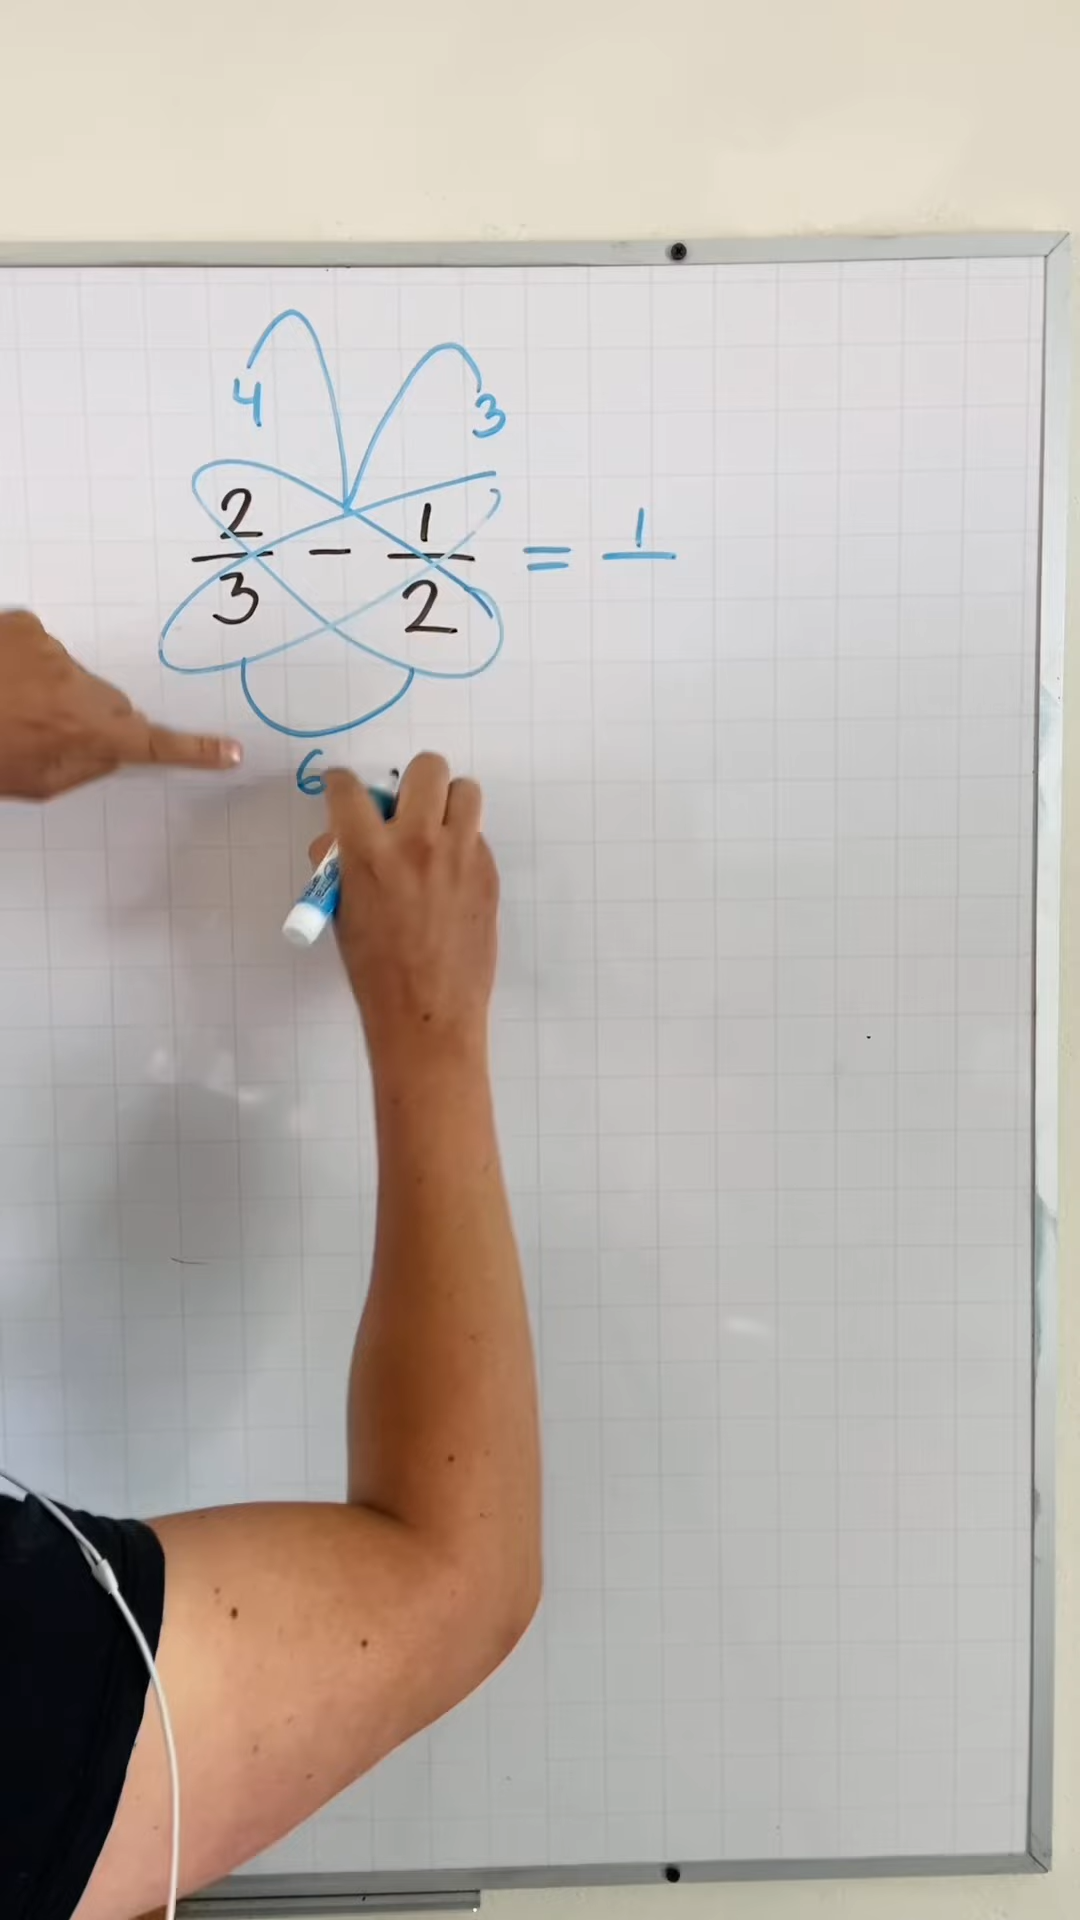 4 3
2/3 - 1/2 = 1/
6